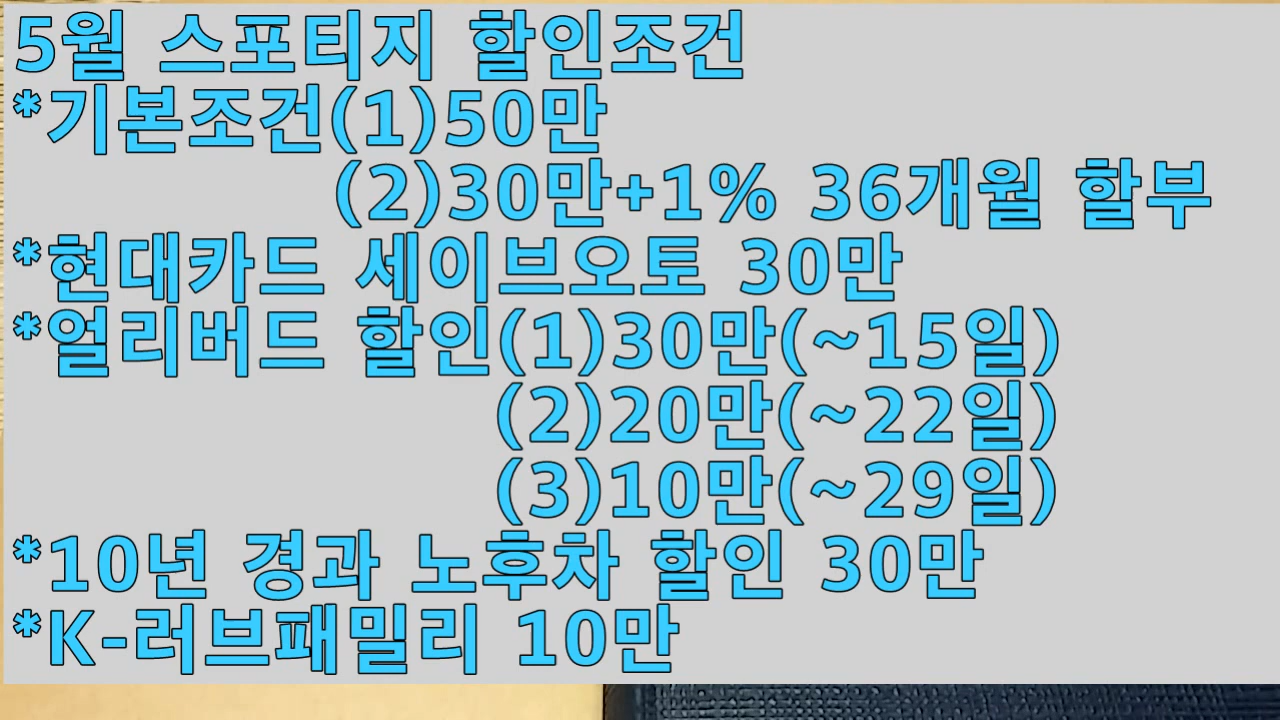 5월 스포티지 할인조건
*기본조건(1)50만
(2)30만+1% 36개월 할부
*현대카드 세이브오토 30만
*얼리버드 할인(1)30만(~15일)
(2)20만(~22일)
(3)10만(~29일)
*10년 경과 노후차 할인 30만
*K-러브패밀리 10만